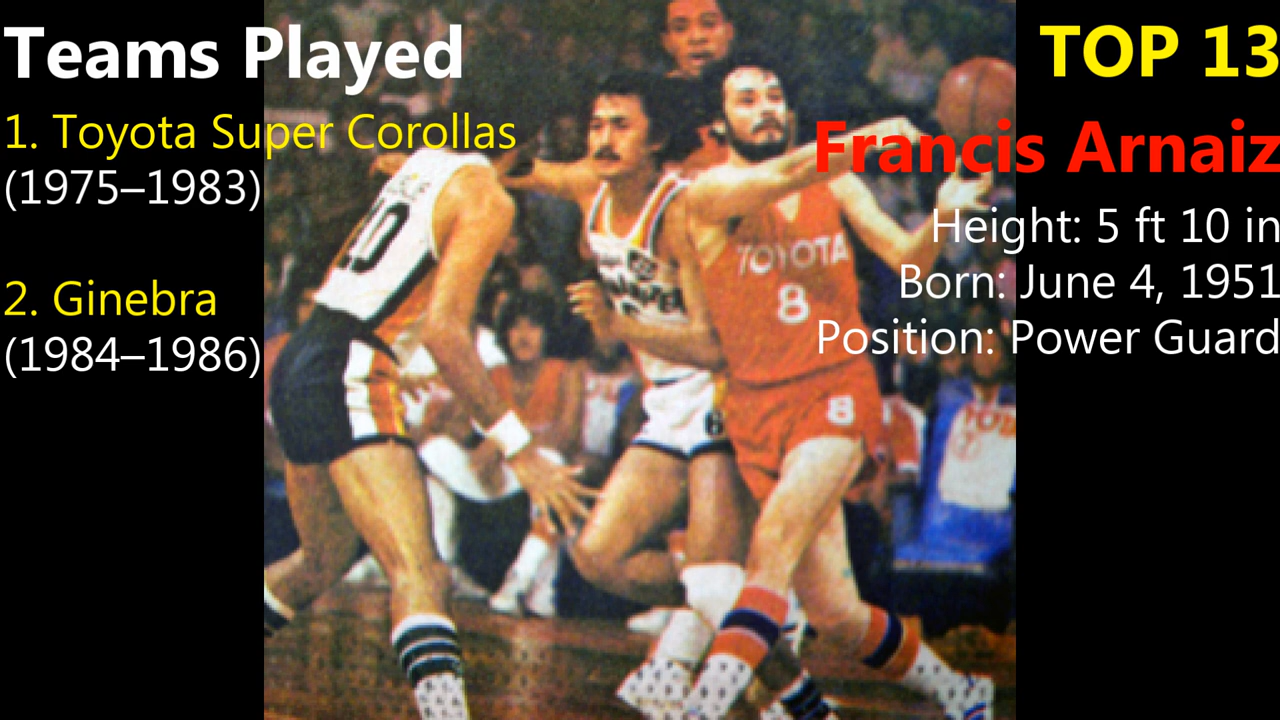 Teams Played
1. Toyota Super Corollas
(1975–1983)
2. Ginebra
(1984–1986)
TOP 13
Francis Arnaiz
Height: 5 ft 10 in
Born: June 4, 1951
Position: Power Guard
TOYOTA
8
8